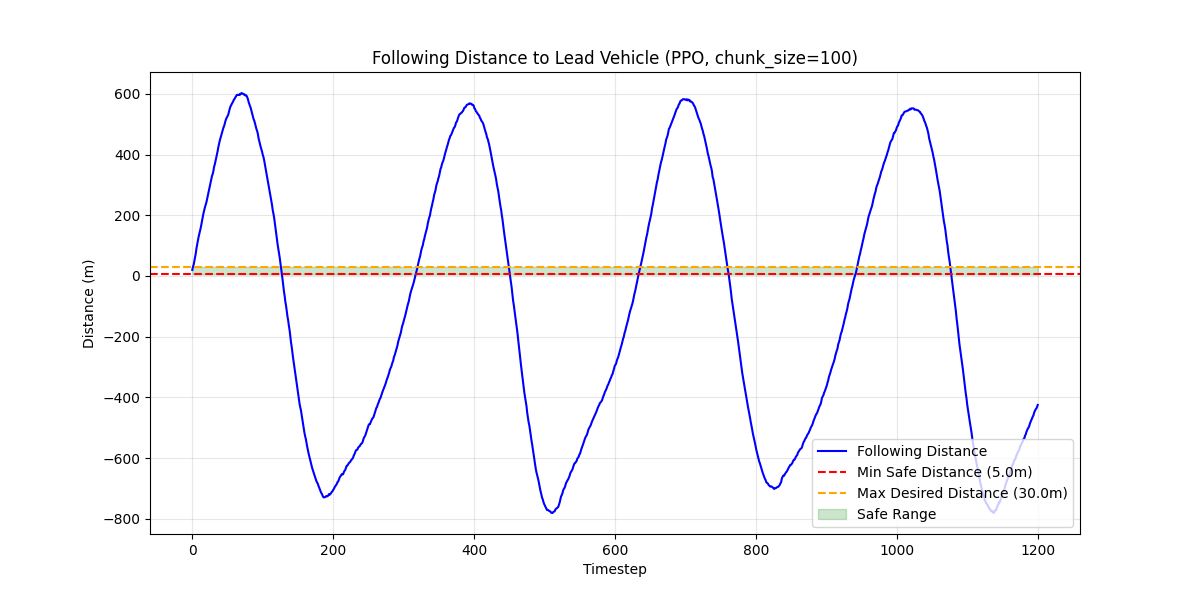 Following Distance to Lead Vehicle (PPO, chunk_size=100)
600
400
200
0
−200
−400
−600
−800
Distance (m)
0 200 400 600 800 1000 1200
Timestep
Following Distance
Min Safe Distance (5.0m)
Max Desired Distance (30.0m)
Safe Range